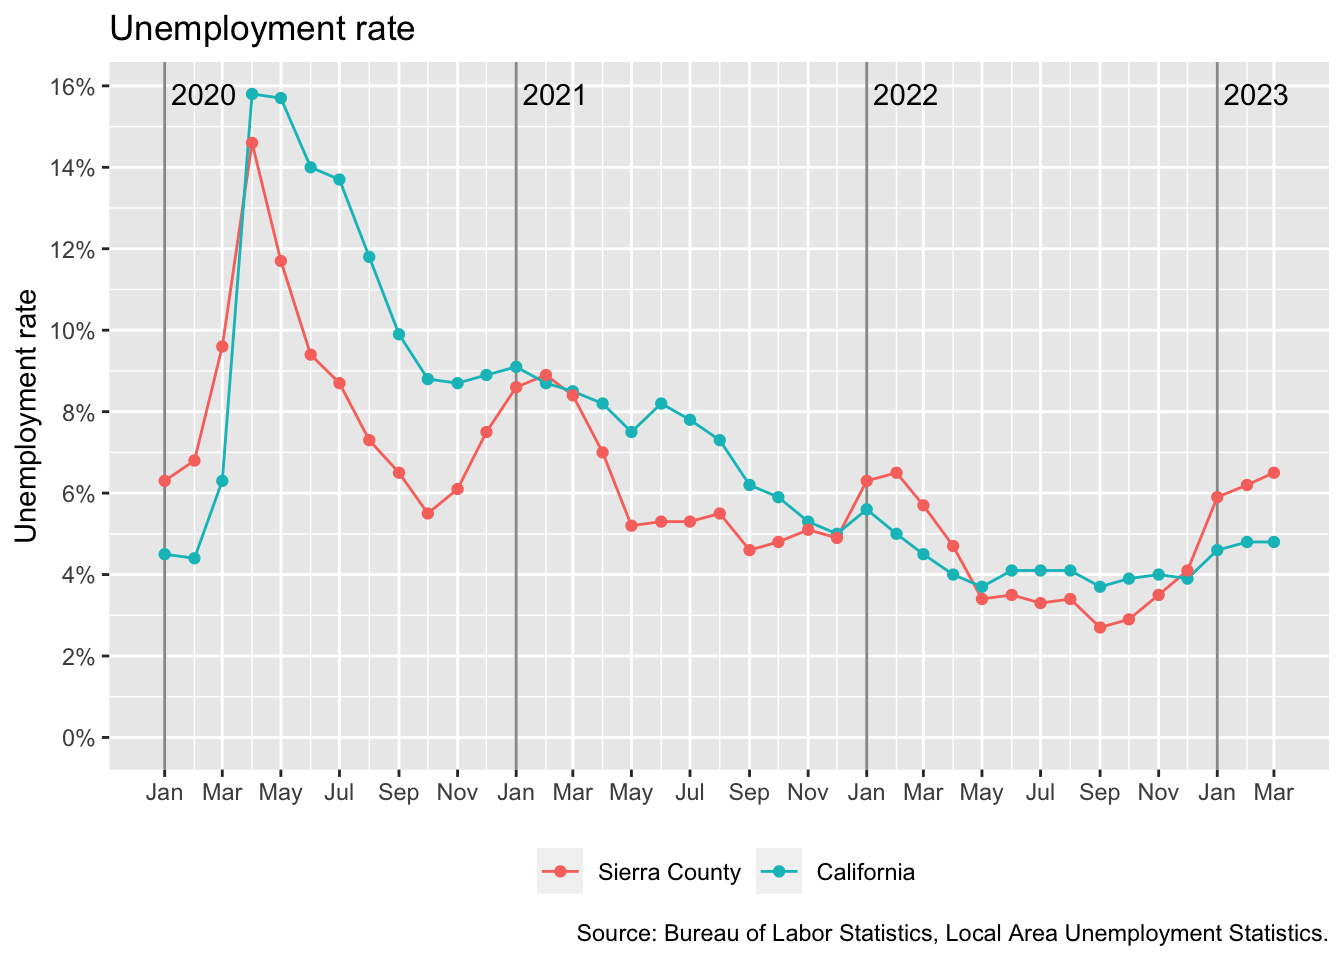 Unemployment rate
16%
14%
12%
10%
8%
6%
4%
2%
0%
Unemployment rate
2020 2021 2022 2023
Jan Mar May Jul Sep Nov Jan Mar May Jul Sep Nov Jan Mar May Jul Sep Nov Jan Mar
Sierra County California
Source: Bureau of Labor Statistics, Local Area Unemployment Statistics.